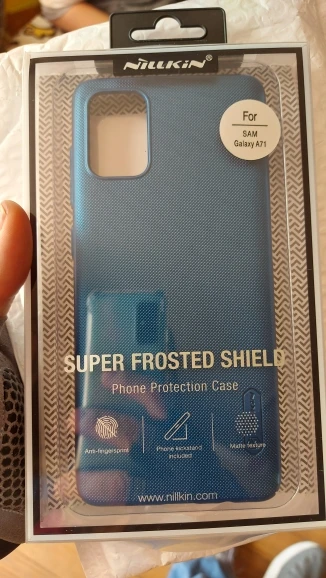 NILLKIN
For
SAM
Galaxy A71
SUPER FROSTED SHIELD
Phone Protection Case
Anti-fingerprint
Phone kickstand
included
Matte texture
www.nillkin.com